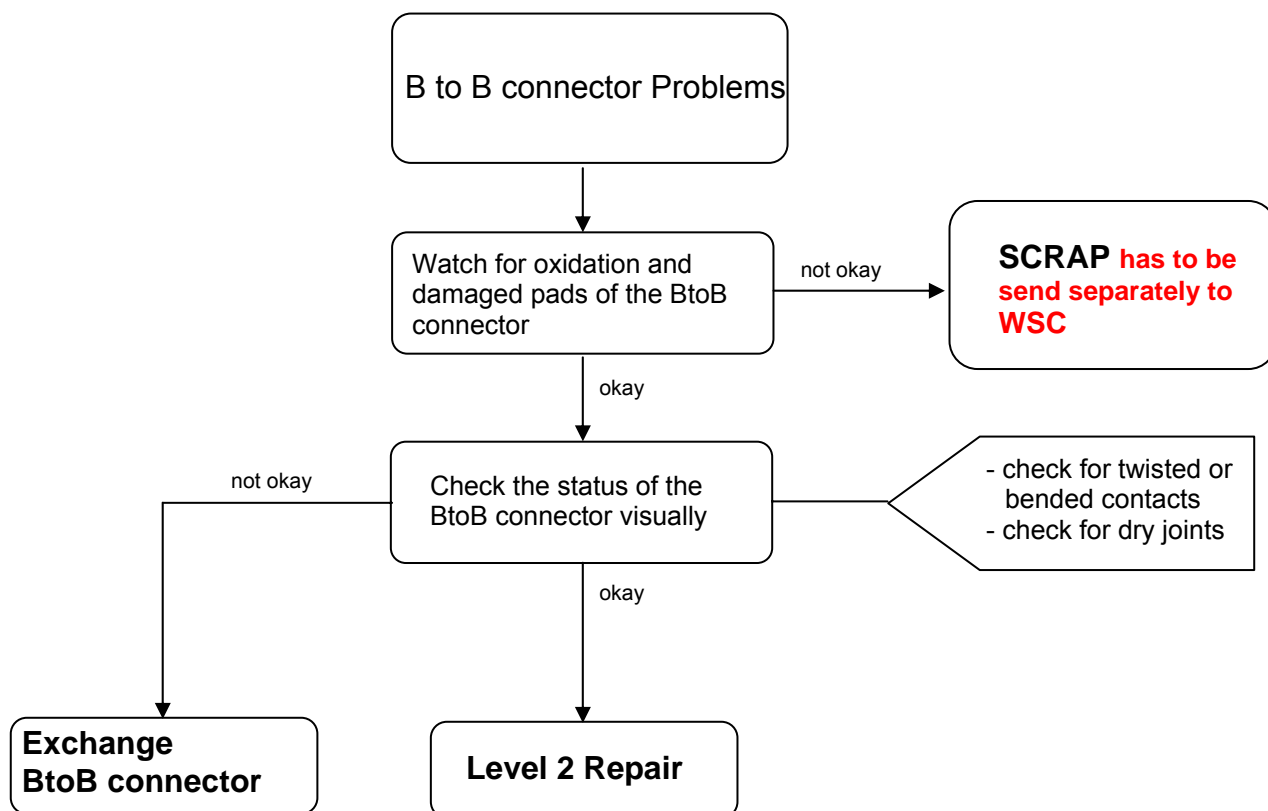 B to B connector Problems
Watch for oxidation and
damaged pads of the BtoB
connector
not okay
SCRAP has to be
send separately to
WSC
okay
not okay
Check the status of the
BtoB connector visually
- check for twisted or
bended contacts
- check for dry joints
okay
Exchange
BtoB connector
Level 2 Repair